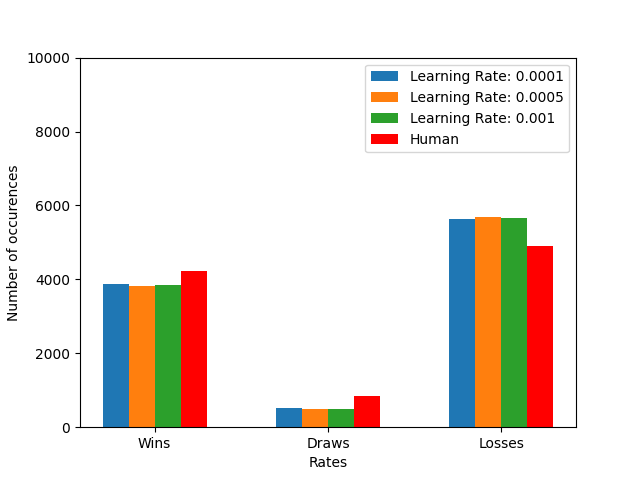 10000
8000
6000
4000
2000
0
Number of occurences
Learning Rate: 0.0001
Learning Rate: 0.0005
Learning Rate: 0.001
Human
Wins
Draws
Losses
Rates